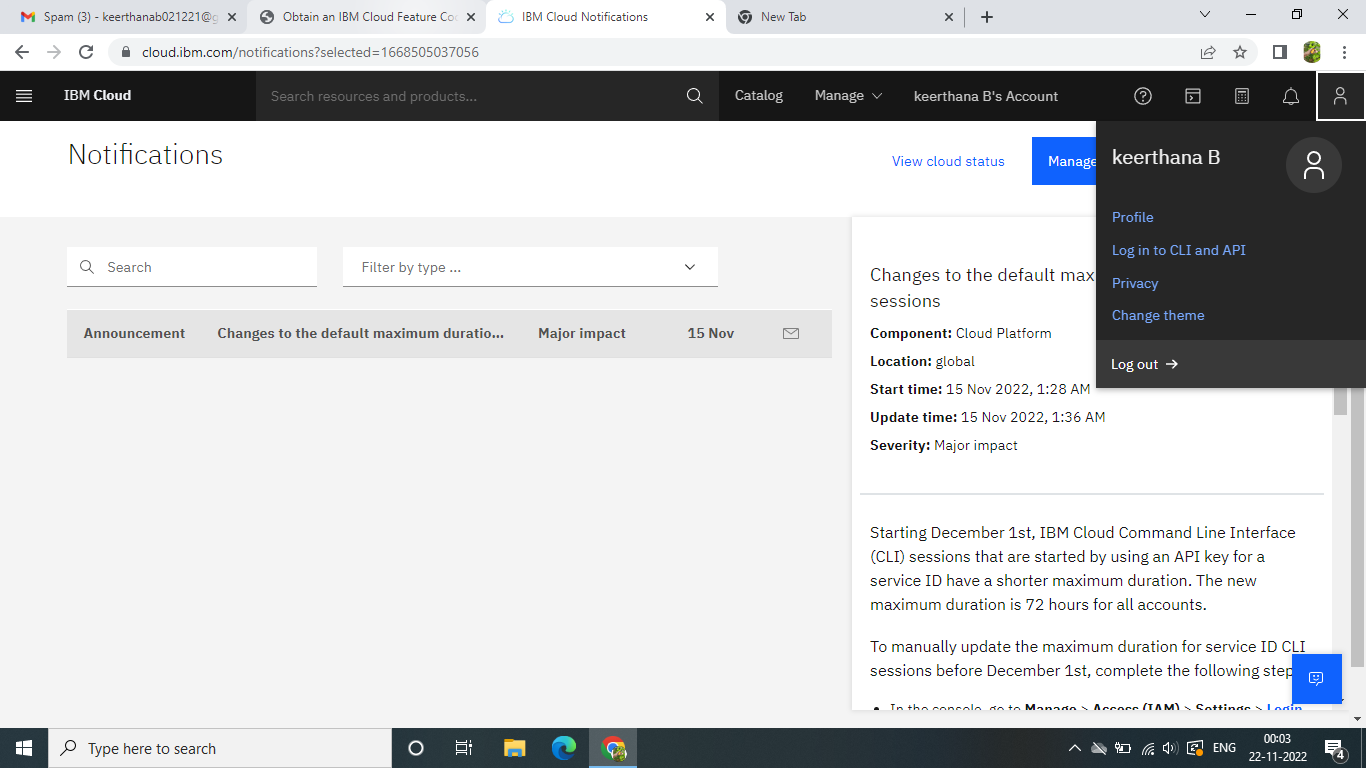 Spam (3) - keerthanab021221@g
Obtain an IBM Cloud Feature Co
IBM Cloud Notifications
New Tab
cloud.ibm.com/notifications?selected=1668505037056
IBM Cloud
Search resources and products...
Catalog
Manage
keerthana B's Account
Notifications
View cloud status
Manage
keerthana B
Profile
Log in to CLI and API
Privacy
Change theme
Log out
Search
Filter by type ...
Announcement
Changes to the default maximum duratio...
Major impact
15 Nov
Changes to the default max
sessions
Component: Cloud Platform
Location: global
Start time: 15 Nov 2022, 1:28 AM
Update time: 15 Nov 2022, 1:36 AM
Severity: Major impact
Starting December 1st, IBM Cloud Command Line Interface
(CLI) sessions that are started by using an API key for a
service ID have a shorter maximum duration. The new
maximum duration is 72 hours for all accounts.
To manually update the maximum duration for service ID CLI
sessions before December 1st, complete the following step
• In the console, go to Manage > Access (IAM) > Settings > Login
Type here to search
ENG
00:03
22-11-2022
4